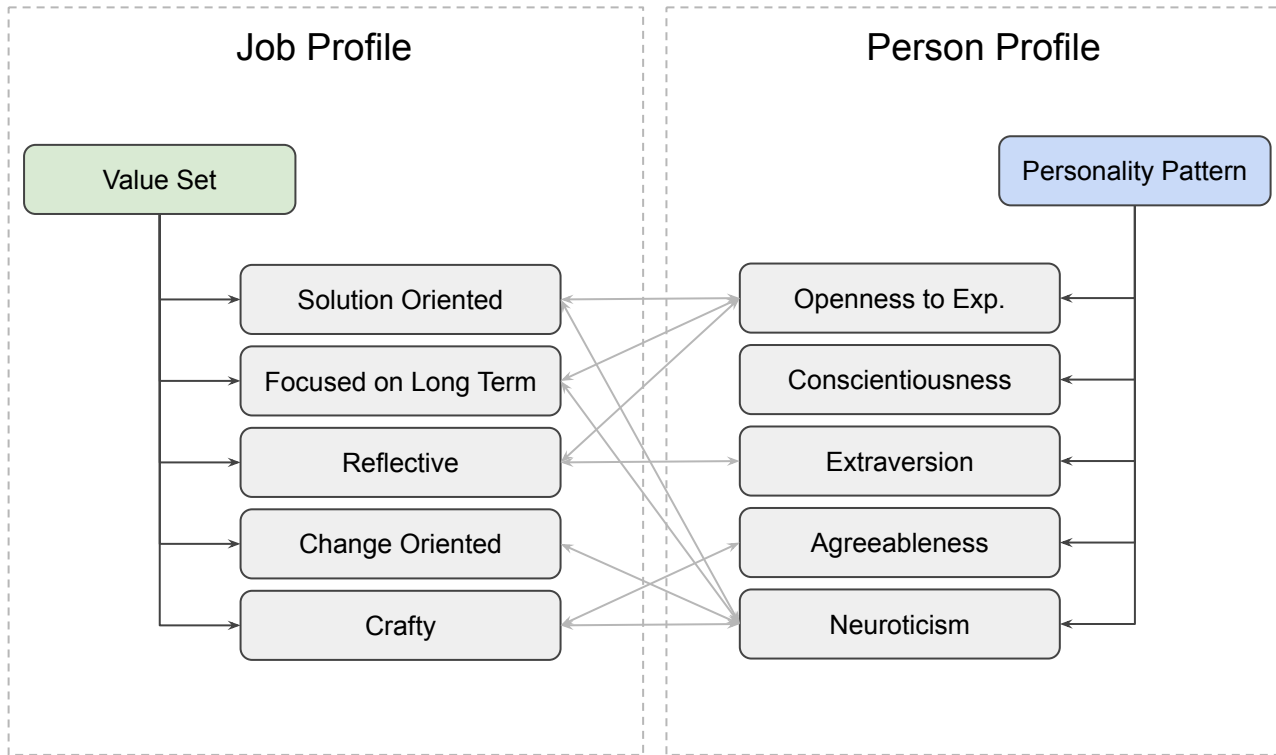 Job Profile
Value Set
Solution Oriented
Focused on Long Term
Reflective
Change Oriented
Crafty
Person Profile
Personality Pattern
Openness to Exp.
Conscientiousness
Extraversion
Agreeableness
Neuroticism